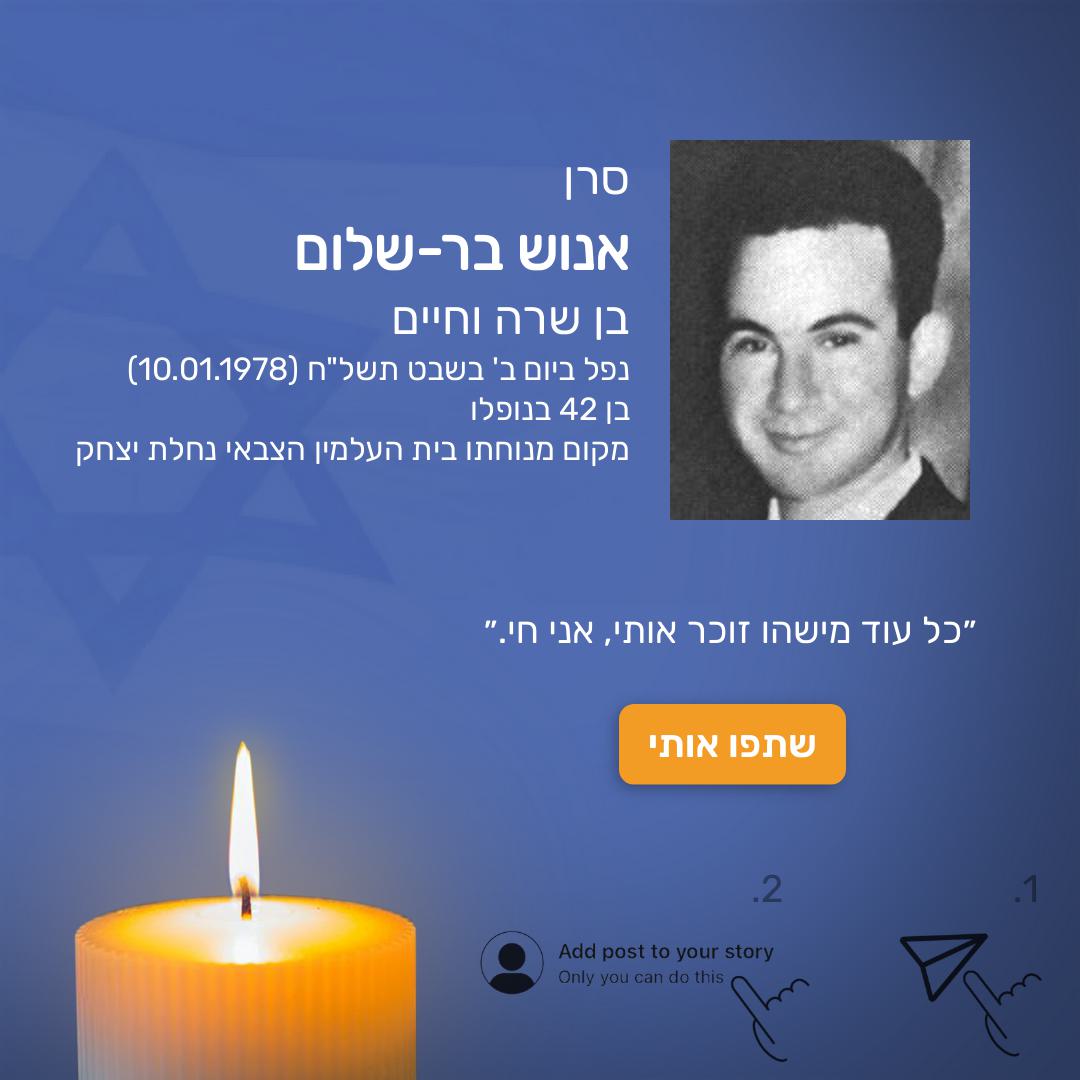 סרן
אנוש בר-שלום
בן שרה וחיים
נפל ביום ב' בשבט תשל"ח (10.01.1978)
בן 42 בנופלו
מקום מנוחתו בית העלמין הצבאי נחלת יצחק
״כל עוד מישהו זוכר אותי, אני חי.״
שתפו אותי
1.
2.
Add post to your story
Only you can do this